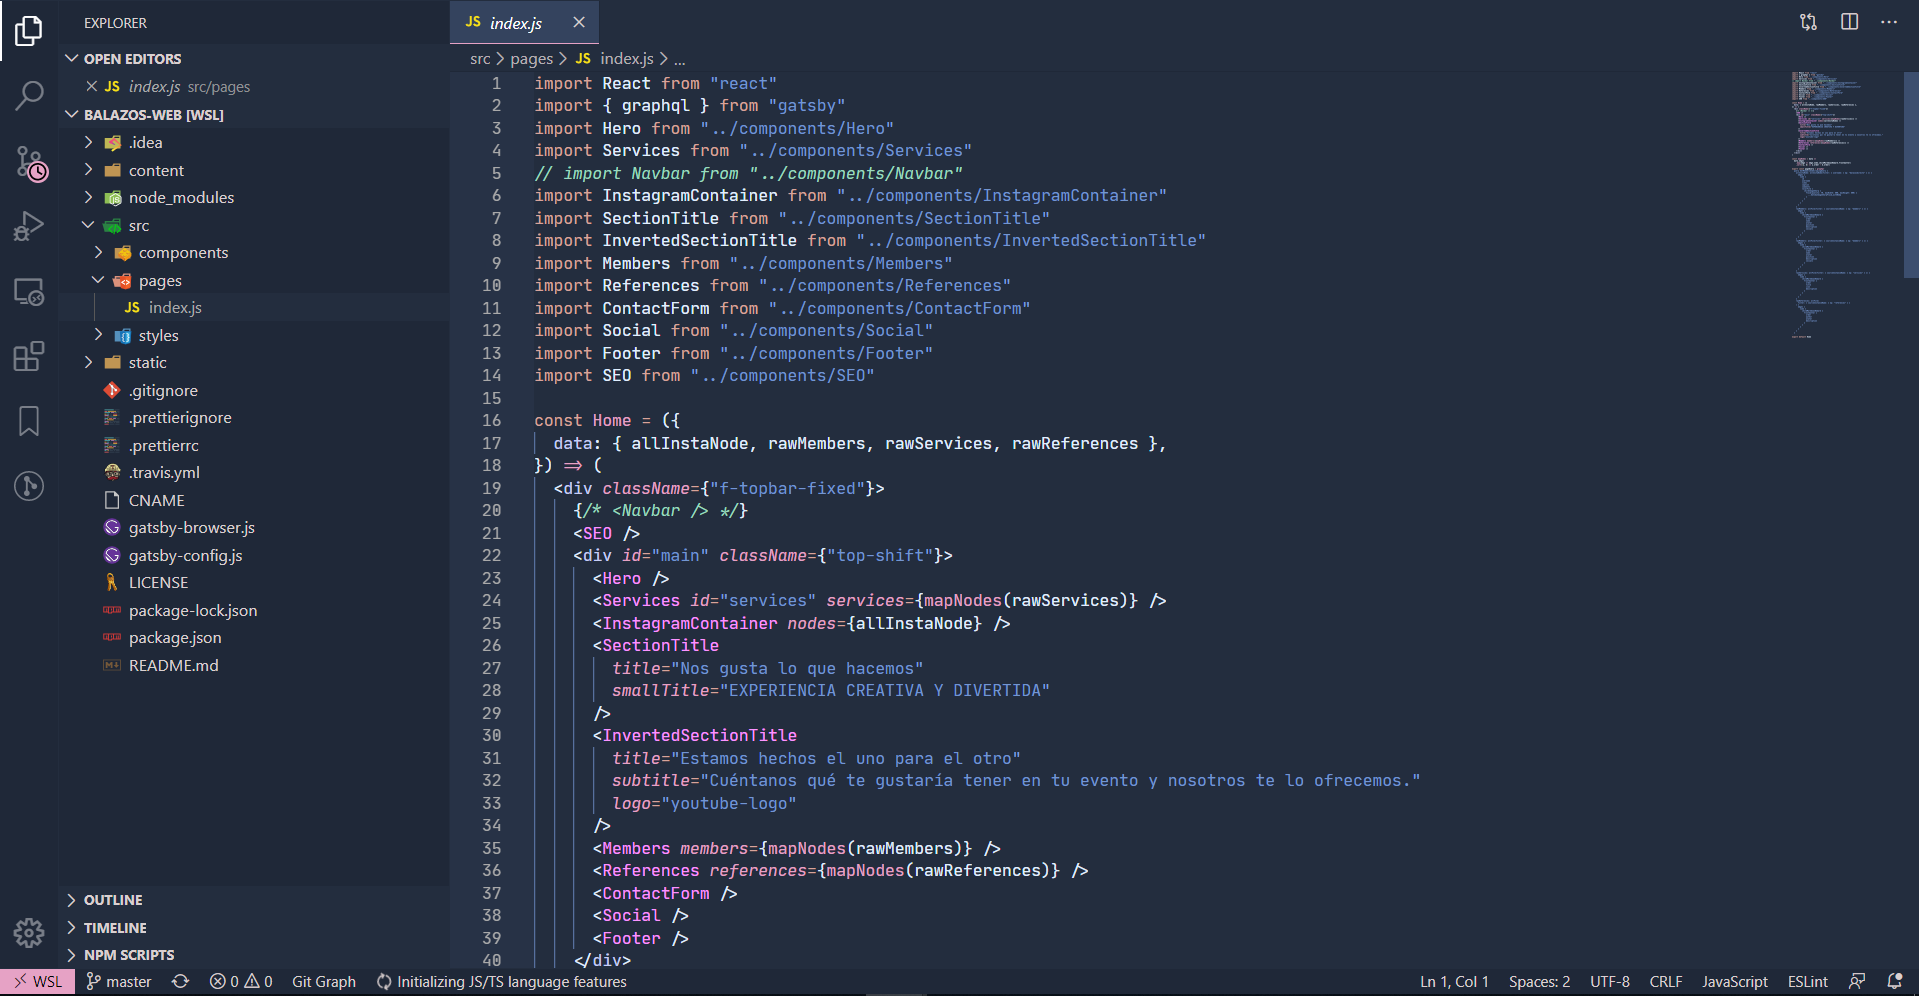 EXPLORER
OPEN EDITORS
JS index.js src/pages
BALAZOS-WEB [WSL]
.idea
content
node_modules
src
components
pages
JS index.js
styles
static
.gitignore
.prettierignore
.prettierrc
.travis.yml
CNAME
gatsby-browser.js
gatsby-config.js
LICENSE
package-lock.json
package.json
README.md
OUTLINE
TIMELINE
NPM SCRIPTS
JS index.js
src > pages > JS index.js > ...
1 import React from "react"
2 import { graphql } from "gatsby"
3 import Hero from "../components/Hero"
4 import Services from "../components/Services"
5 // import Navbar from "../components/Navbar"
6 import InstagramContainer from "../components/InstagramContainer"
7 import SectionTitle from "../components/SectionTitle"
8 import InvertedSectionTitle from "../components/InvertedSectionTitle"
9 import Members from "../components/Members"
10 import References from "../components/References"
11 import ContactForm from "../components/ContactForm"
12 import Social from "../components/Social"
13 import Footer from "../components/Footer"
14 import SEO from "../components/SEO"
15
16 const Home = ({
17 data: { allInstaNode, rawMembers, rawServices, rawReferences },
18 }) => (
19 <div className={"f-topbar-fixed"}>
20 {/* <Navbar /> */}
21 <SEO />
22 <div id="main" className={"top-shift"}>
23 <Hero />
24 <Services id="services" services={mapNodes(rawServices)} />
25 <InstagramContainer nodes={allInstaNode} />
26 <SectionTitle
27 title="Nos gusta lo que hacemos"
28 smallTitle="EXPERIENCIA CREATIVA Y DIVERTIDA"
29 />
30 <InvertedSectionTitle
31 title="Estamos hechos el uno para el otro"
32 subtitle="Cuéntanos qué te gustaría tener en tu evento y nosotros te lo ofrecemos."
33 logo="youtube-logo"
34 />
35 <Members members={mapNodes(rawMembers)} />
36 <References references={mapNodes(rawReferences)} />
37 <ContactForm />
38 <Social />
39 <Footer />
40 </div>
WSL master 0 0 Git Graph Initializing JS/TS language features Ln 1, Col 1 Spaces: 2 UTF-8 CRLF JavaScript ESLint